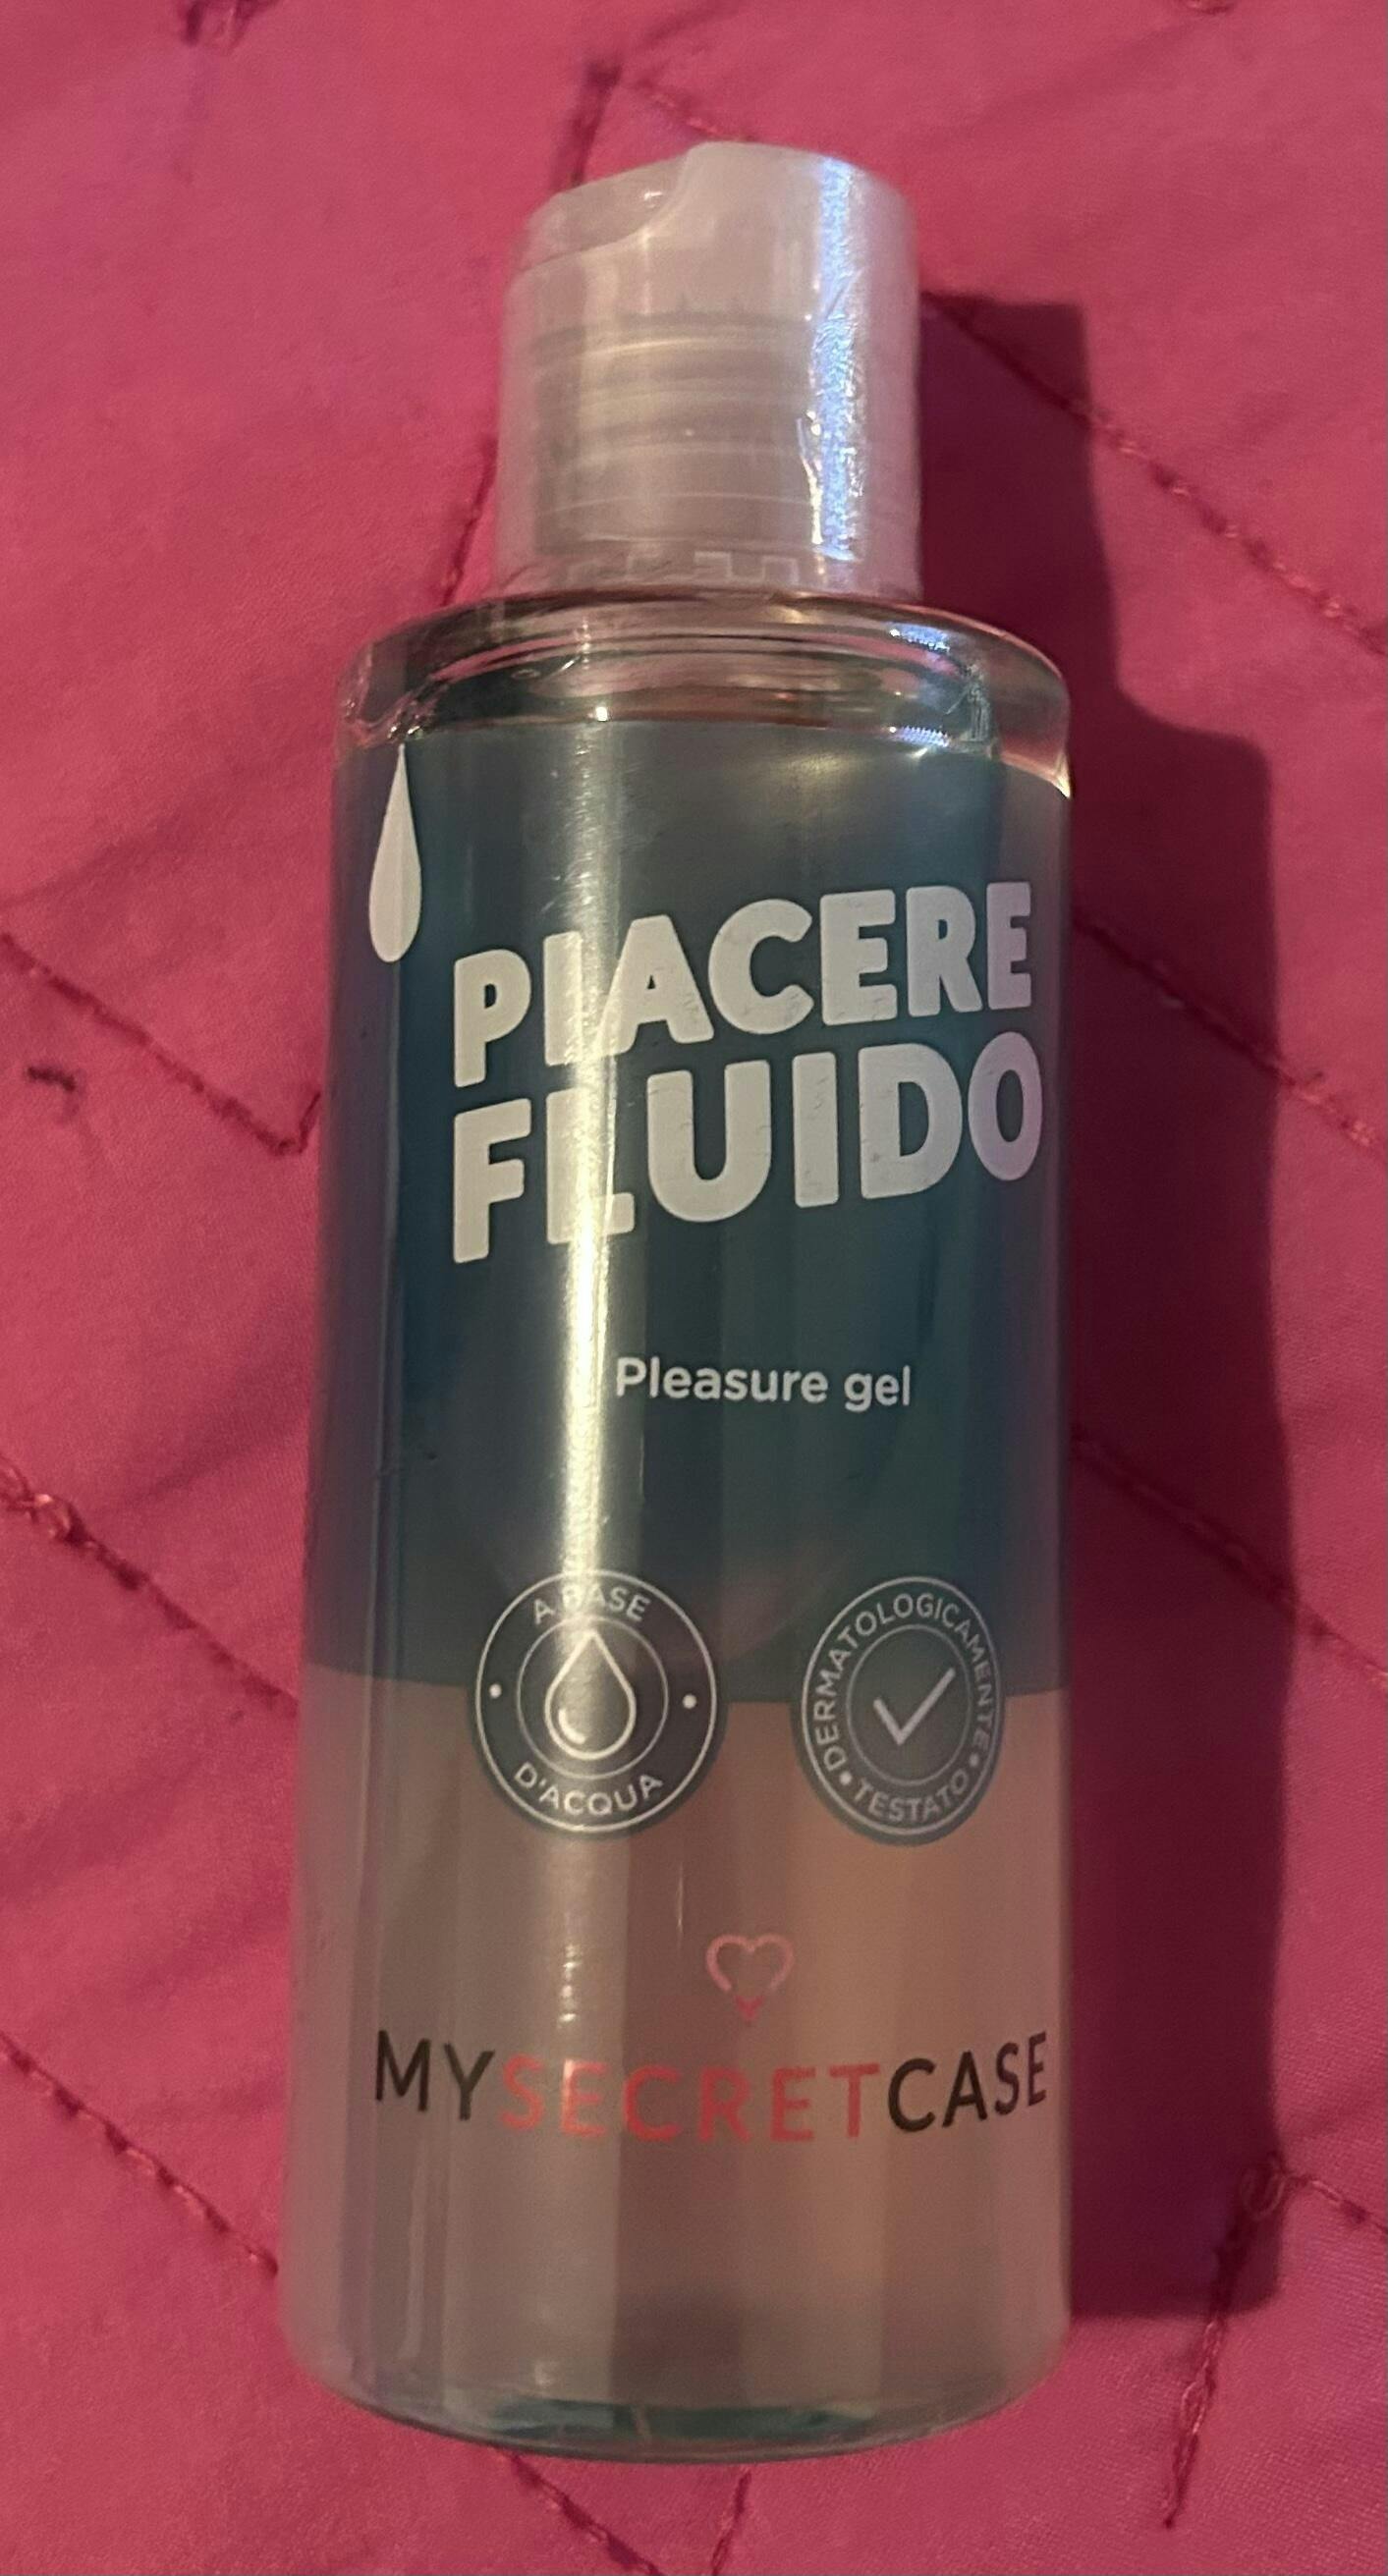 PIACERE
FLUIDO
Pleasure gel
A BASE
D'ACQUA
DERMATOLOGICAMENTE
TESTATO
MYSECRETCASE